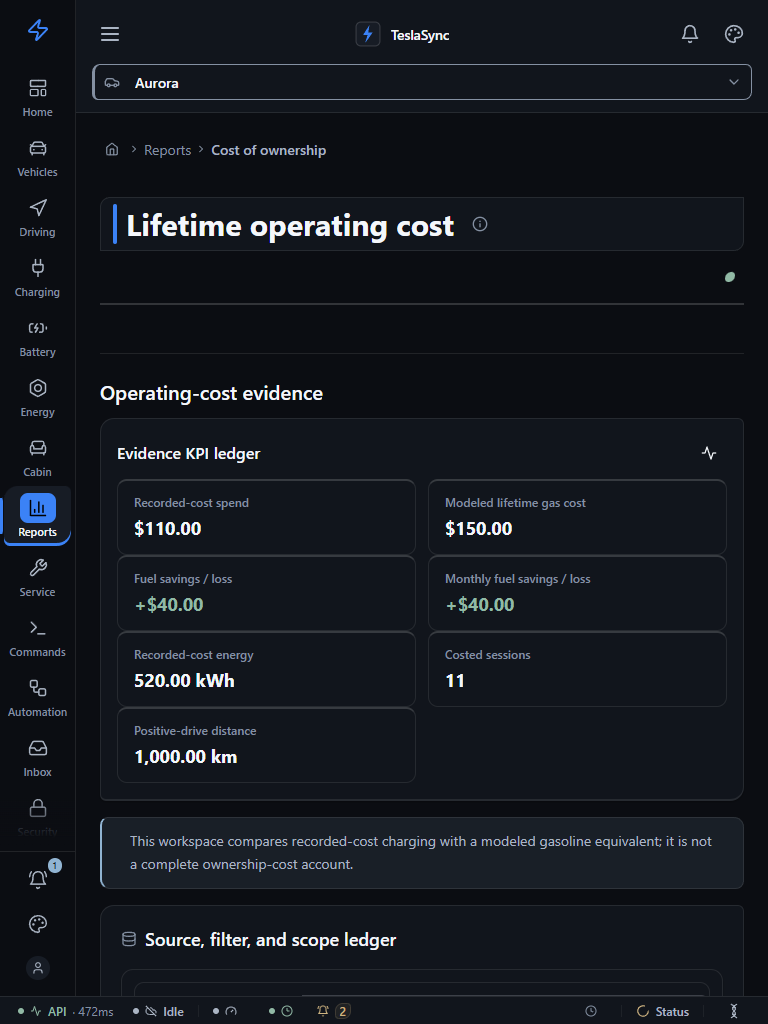 TeslaSync
Aurora
Home
Vehicles
Driving
Charging
Battery
Energy
Cabin
Reports
Service
Commands
Automation
Inbox
Security
1
Reports
Cost of ownership
Lifetime operating cost
Operating-cost evidence
Evidence KPI ledger
Recorded-cost spend
$110.00
Modeled lifetime gas cost
$150.00
Fuel savings / loss
+$40.00
Monthly fuel savings / loss
+$40.00
Recorded-cost energy
520.00 kWh
Costed sessions
11
Positive-drive distance
1,000.00 km
This workspace compares recorded-cost charging with a modeled gasoline equivalent; it is not
a complete ownership-cost account.
Source, filter, and scope ledger
API · 472ms
Idle
2
Status